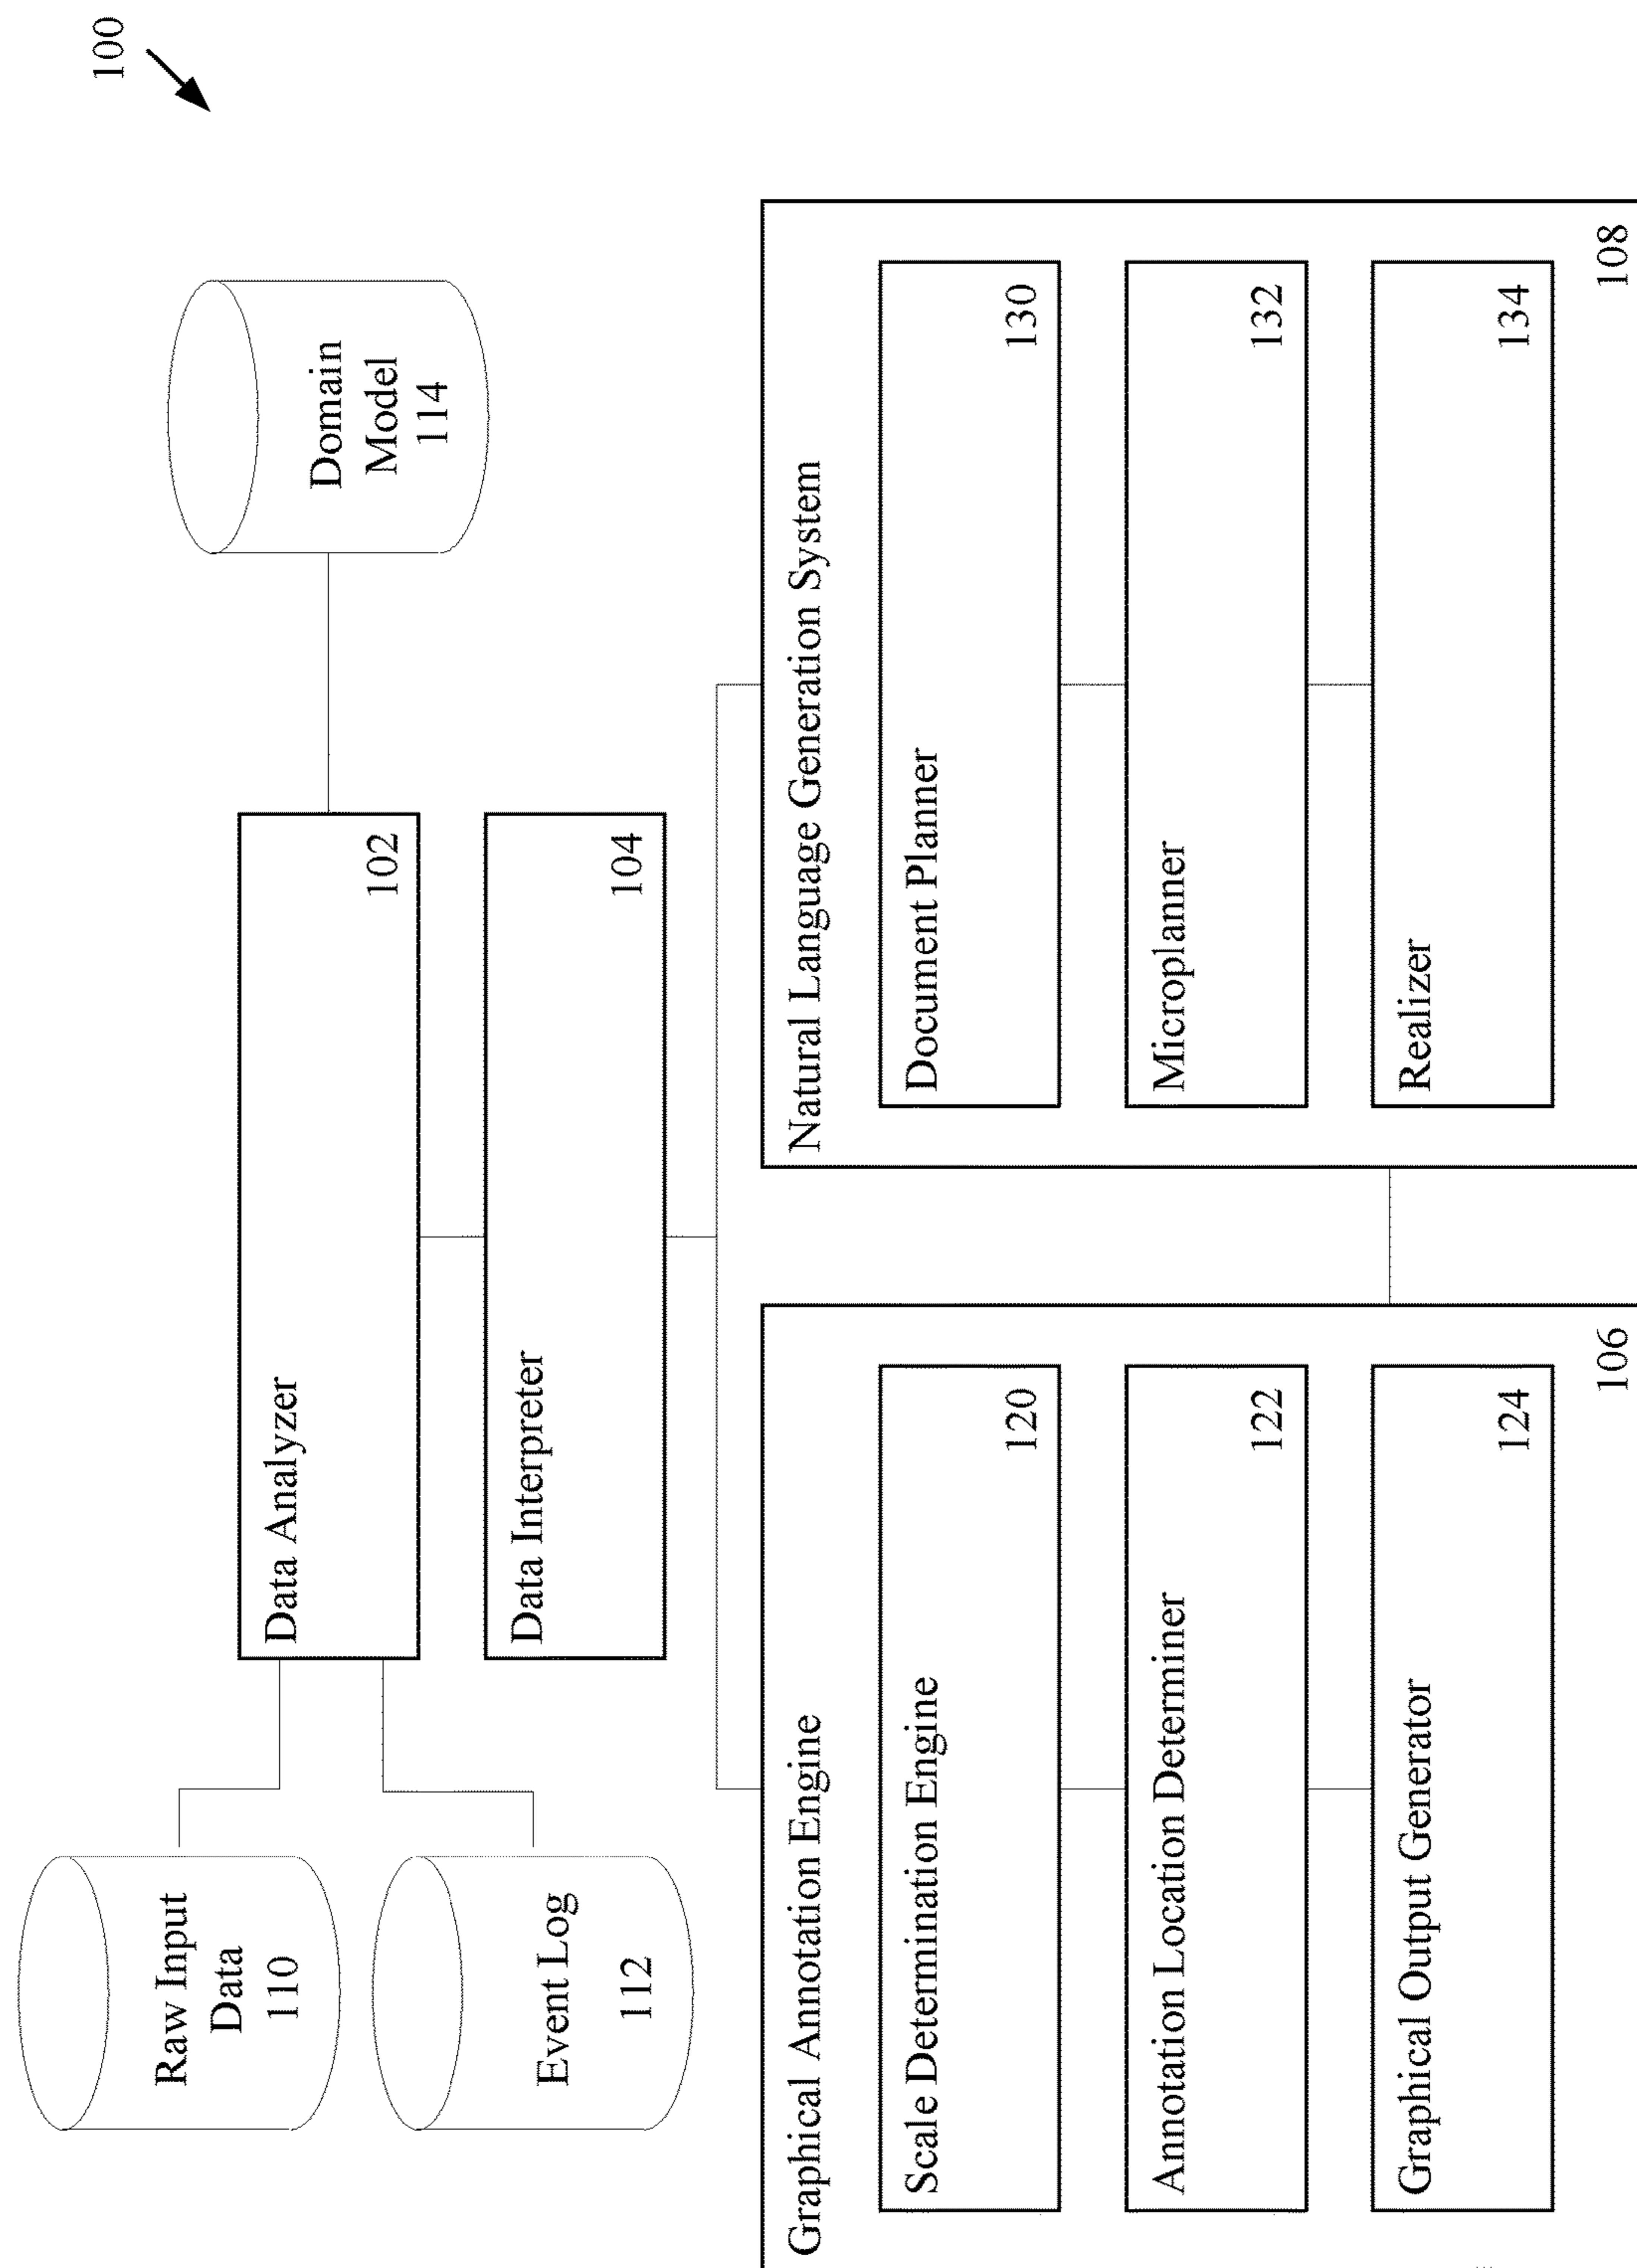 100
Raw Input
Data
110
Event Log
112
Domain
Model
114
Data Analyzer
102
Data Interpreter
104
Graphical Annotation Engine
Scale Determination Engine
120
Annotation Location Determiner
122
Graphical Output Generator
124
106
Natural Language Generation System
Document Planner
130
Microplanner
132
Realizer
134
108